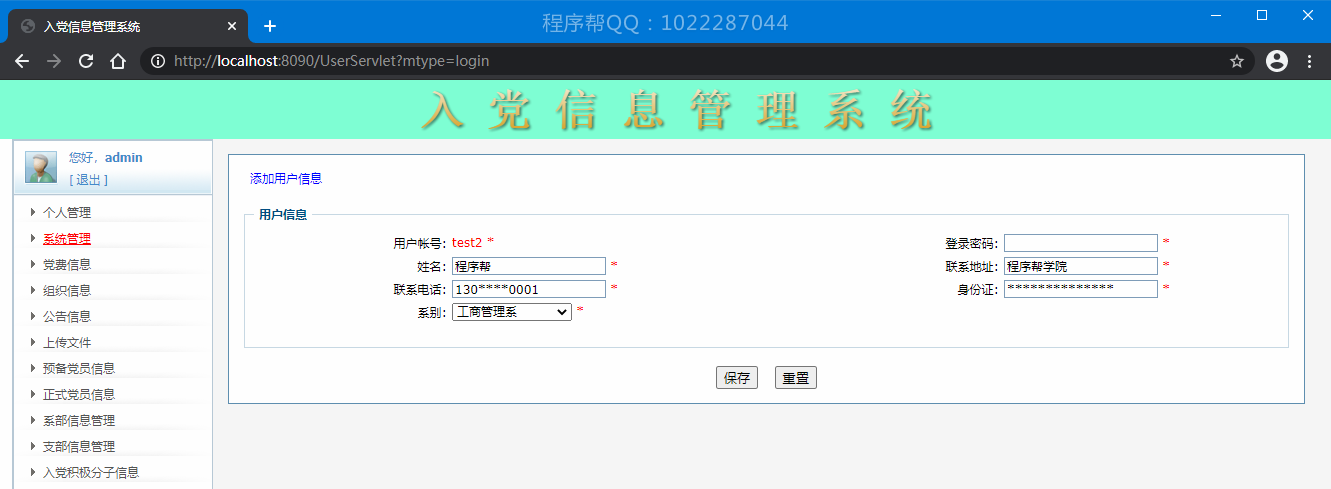 入党信息管理系统
程序帮QQ：1022287044
http://localhost:8090/UserServlet?mtype=login
入党信息管理系统
您好，admin
[ 退出 ]
个人管理
系统管理
党费信息
组织信息
公告信息
上传文件
预备党员信息
正式党员信息
系部信息管理
支部信息管理
入党积极分子信息
添加用户信息
用户信息
用户帐号: test2 * 登录密码: *
姓名: 程序帮 * 联系地址: 程序帮学院 *
联系电话: 130****0001 * 身份证: ************** *
系别: 工商管理系 *
保存 重置